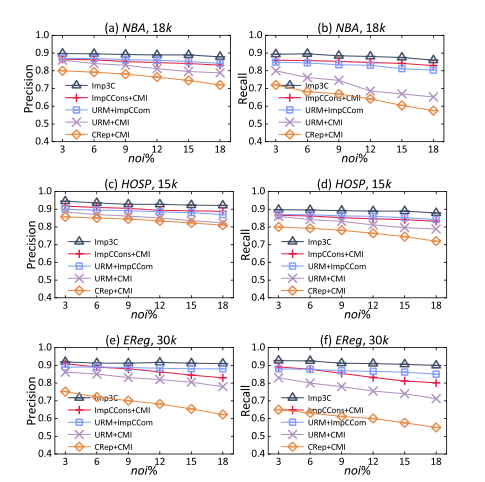 (a) NBA, 18k
1.0
0.9
0.8
0.7
0.6
0.5
0.4
Precision
Imp3C
ImpCCons+CMI
URM+ImpCCom
URM+CMI
CRep+CMI
3 6 9 12 15 18
noi%
(b) NBA, 18k
1.0
0.9
0.8
0.7
0.6
0.5
0.4
Recall
Imp3C
ImpCCons+CMI
URM+ImpCCom
URM+CMI
CRep+CMI
3 6 9 12 15 18
noi%
(c) HOSP, 15k
1.0
0.9
0.8
0.7
0.6
0.5
0.4
Precision
Imp3C
ImpCCons+CMI
URM+ImpCCom
URM+CMI
CRep+CMI
3 6 9 12 15 18
noi%
(d) HOSP, 15k
1.0
0.9
0.8
0.7
0.6
0.5
0.4
Recall
Imp3C
ImpCCons+CMI
URM+ImpCCom
URM+CMI
CRep+CMI
3 6 9 12 15 18
noi%
(e) EReg, 30k
1.0
0.9
0.8
0.7
0.6
0.5
0.4
Precision
Imp3C
ImpCCons+CMI
URM+ImpCCom
URM+CMI
CRep+CMI
3 6 9 12 15 18
noi%
(f) EReg, 30k
1.0
0.9
0.8
0.7
0.6
0.5
0.4
Recall
Imp3C
ImpCCons+CMI
URM+ImpCCom
URM+CMI
CRep+CMI
3 6 9 12 15 18
noi%